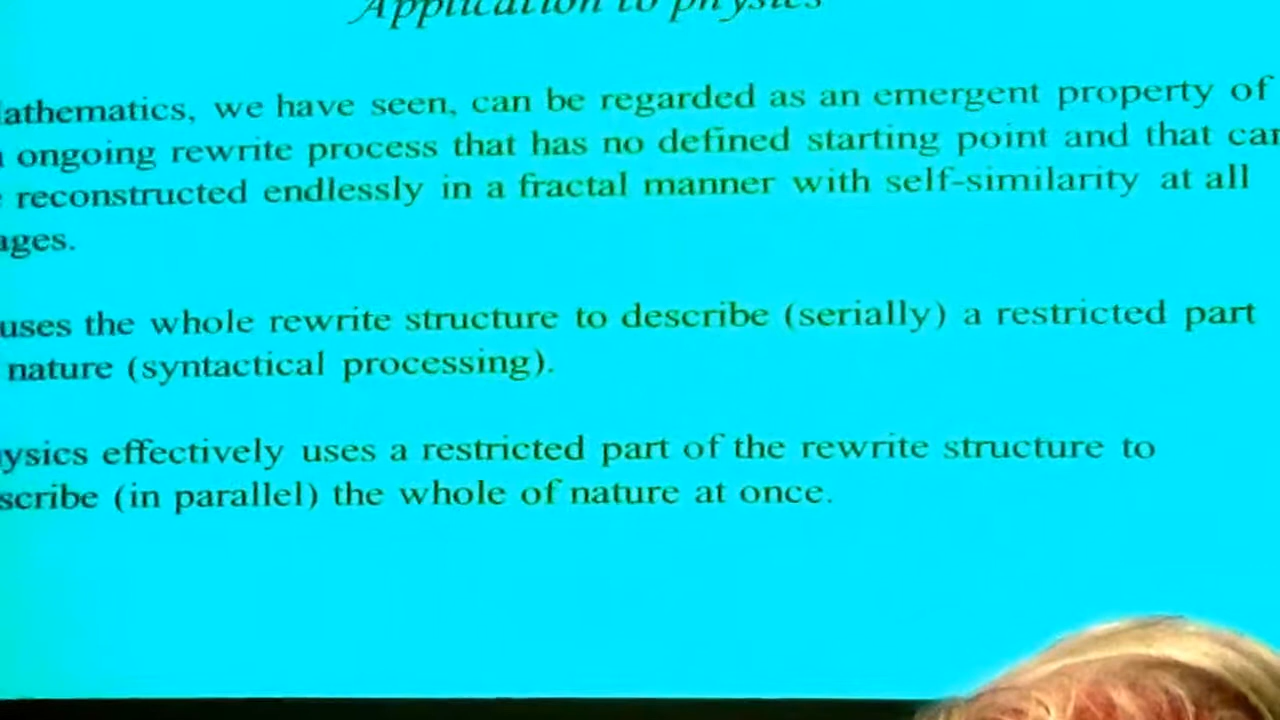 Application to physics
athematics, we have seen, can be regarded as an emergent property of
ongoing rewrite process that has no defined starting point and that can
reconstructed endlessly in a fractal manner with self-similarity at all
ages.
uses the whole rewrite structure to describe (serially) a restricted part
nature (syntactical processing).
ysics effectively uses a restricted part of the rewrite structure to
scribe (in parallel) the whole of nature at once.